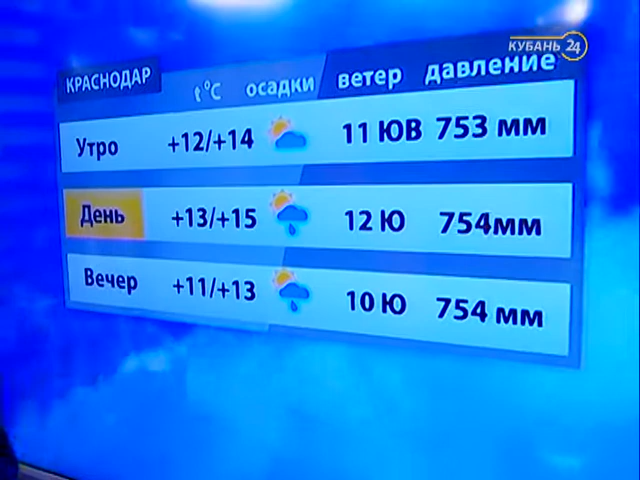 КУБАНЬ 24
КРАСНОДАР t °C осадки ветер давление
Утро +12/+14 11 ЮВ 753 мм
День +13/+15 12 Ю 754мм
Вечер +11/+13 10 Ю 754 мм